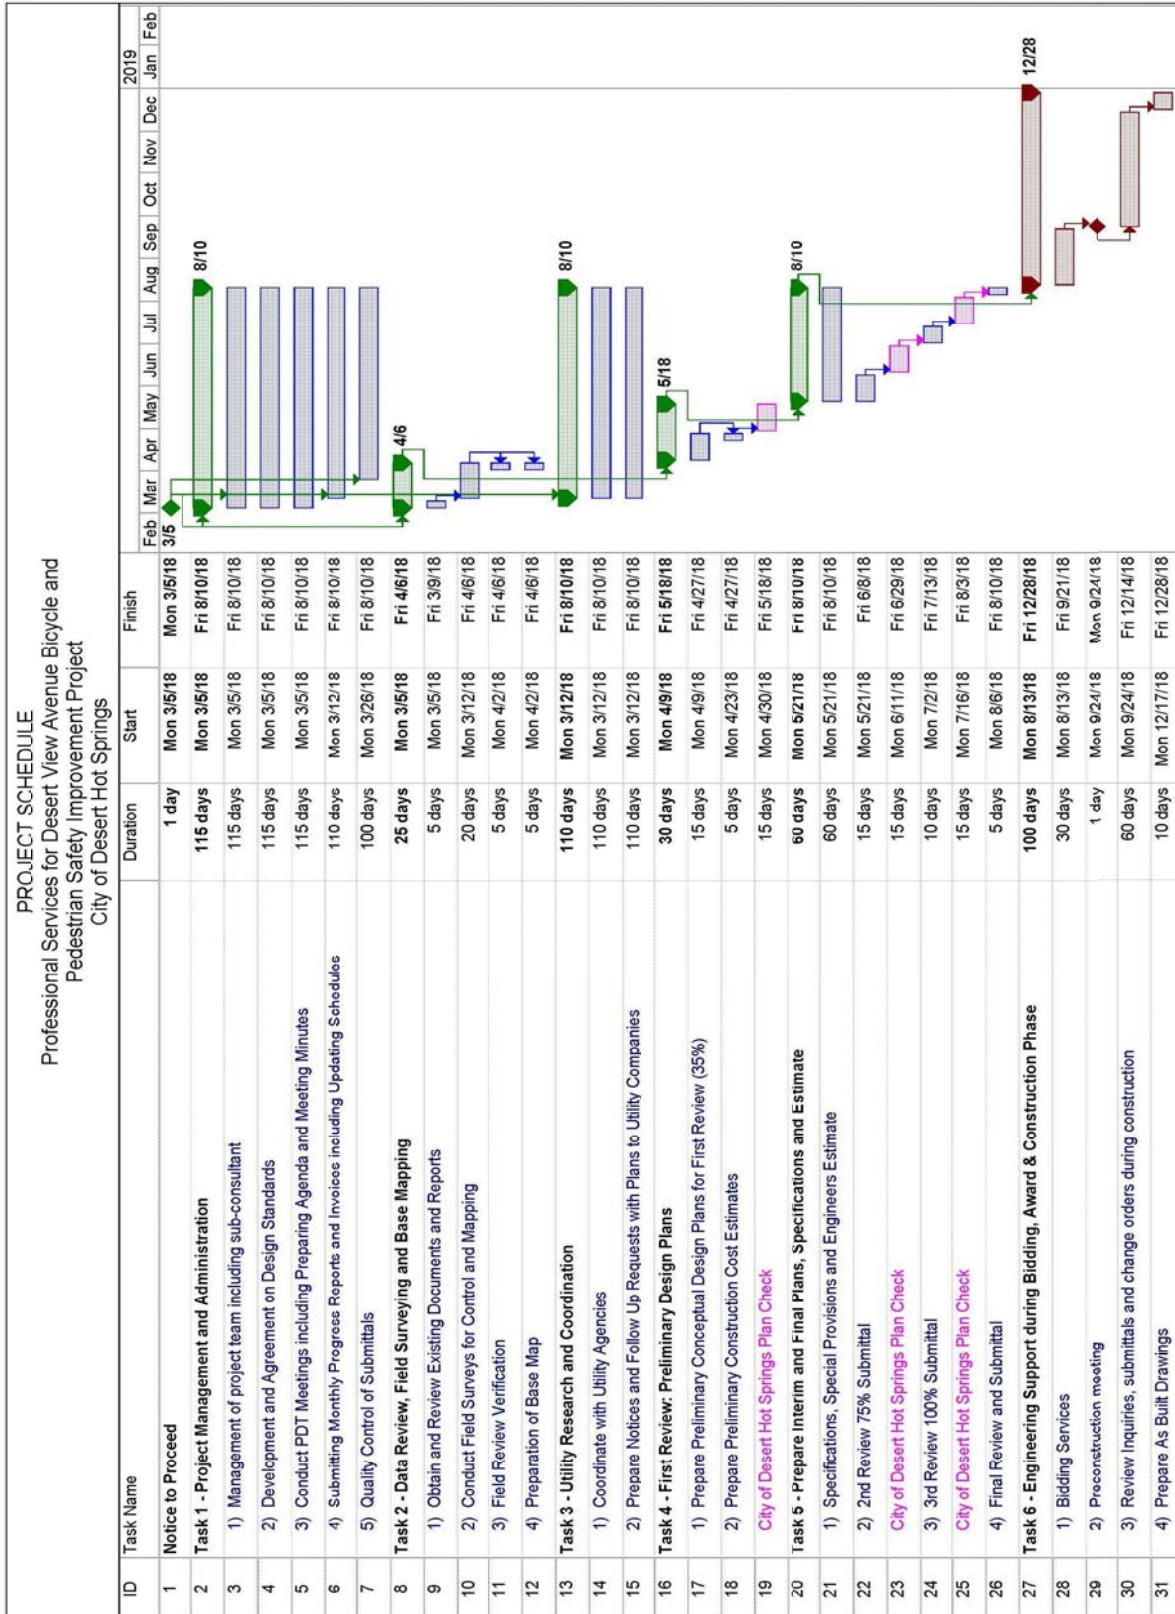 PROJECT SCHEDULE
Professional Services for Desert View Avenue Bicycle and
Pedestrian Safety Improvement Project
City of Desert Hot Springs
ID Task Name Duration Start Finish 2019
Feb Mar Apr May Jun Jul Aug Sep Oct Nov Dec Jan Feb
1 Notice to Proceed 1 day Mon 3/5/18 Mon 3/5/18 3/5
2 Task 1 - Project Management and Administration 115 days Mon 3/5/18 Fri 8/10/18 8/10
3 1) Management of project team including sub-consultant 115 days Mon 3/5/18 Fri 8/10/18
4 2) Development and Agreement on Design Standards 115 days Mon 3/5/18 Fri 8/10/18
5 3) Conduct PDT Meetings including Preparing Agenda and Meeting Minutes 115 days Mon 3/5/18 Fri 8/10/18
6 4) Submitting Monthly Progress Reports and Invoices including Updating Schedules 110 days Mon 3/12/18 Fri 8/10/18
7 5) Quality Control of Submittals 100 days Mon 3/26/18 Fri 8/10/18
8 Task 2 - Data Review, Field Surveying and Base Mapping 25 days Mon 3/5/18 Fri 4/6/18 4/6
9 1) Obtain and Review Existing Documents and Reports 5 days Mon 3/5/18 Fri 3/9/18
10 2) Conduct Field Surveys for Control and Mapping 20 days Mon 3/12/18 Fri 4/6/18
11 3) Field Review Verification 5 days Mon 4/2/18 Fri 4/6/18
12 4) Preparation of Base Map 5 days Mon 4/2/18 Fri 4/6/18
13 Task 3 - Utility Research and Coordination 110 days Mon 3/12/18 Fri 8/10/18 8/10
14 1) Coordinate with Utility Agencies 110 days Mon 3/12/18 Fri 8/10/18
15 2) Prepare Notices and Follow Up Requests with Plans to Utility Companies 110 days Mon 3/12/18 Fri 8/10/18
16 Task 4 - First Review: Preliminary Design Plans 30 days Mon 4/9/18 Fri 5/18/18 5/18
17 1) Prepare Preliminary Conceptual Design Plans for First Review (35%) 15 days Mon 4/9/18 Fri 4/27/18
18 2) Prepare Preliminary Construction Cost Estimates 5 days Mon 4/23/18 Fri 4/27/18
19 City of Desert Hot Springs Plan Check 15 days Mon 4/30/18 Fri 5/18/18
20 Task 5 - Prepare Interim and Final Plans, Specifications and Estimate 60 days Mon 5/21/18 Fri 8/10/18 8/10
21 1) Specifications, Special Provisions and Engineers Estimate 60 days Mon 5/21/18 Fri 8/10/18
22 2) 2nd Review 75% Submittal 15 days Mon 5/21/18 Fri 6/8/18
23 City of Desert Hot Springs Plan Check 15 days Mon 6/11/18 Fri 6/29/18
24 3) 3rd Review 100% Submittal 10 days Mon 7/2/18 Fri 7/13/18
25 City of Desert Hot Springs Plan Check 15 days Mon 7/16/18 Fri 8/3/18
26 4) Final Review and Submittal 5 days Mon 8/6/18 Fri 8/10/18
27 Task 6 - Engineering Support during Bidding, Award & Construction Phase 100 days Mon 8/13/18 Fri 12/28/18 12/28
28 1) Bidding Services 30 days Mon 8/13/18 Fri 9/21/18
29 2) Preconstruction meeting 1 day Mon 9/24/18 Mon 9/24/18
30 3) Review Inquiries, submittals and change orders during construction 60 days Mon 9/24/18 Fri 12/14/18
31 4) Prepare As Built Drawings 10 days Mon 12/17/18 Fri 12/28/18